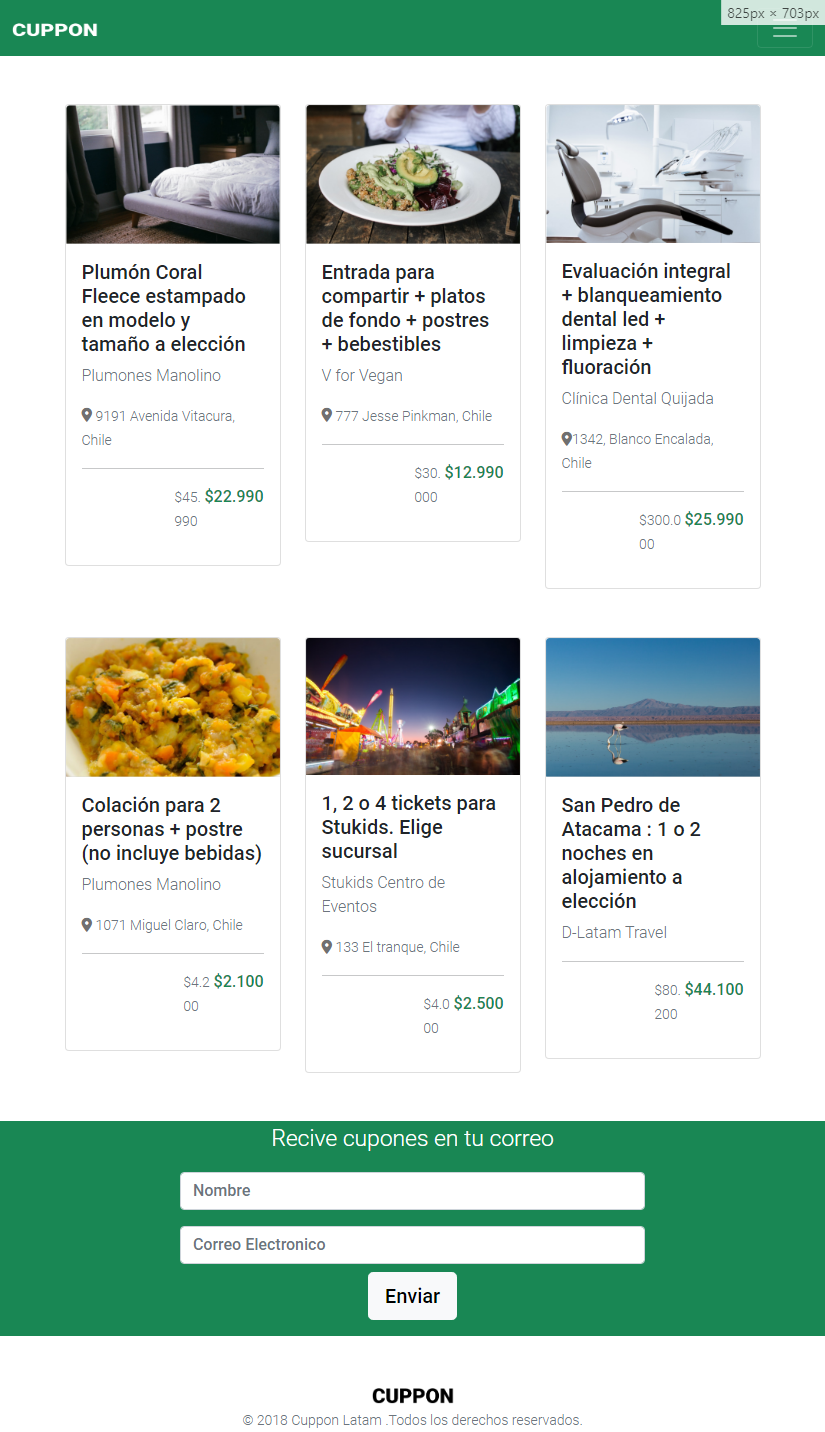 CUPPON
825px × 703px
Plumón Coral
Fleece estampado
en modelo y
tamaño a elección
Plumones Manolino
9191 Avenida Vitacura,
Chile
$45. $22.990
990
Entrada para
compartir + platos
de fondo + postres
+ bebestibles
V for Vegan
777 Jesse Pinkman, Chile
$30. $12.990
000
Evaluación integral
+ blanqueamiento
dental led +
limpieza +
fluoración
Clínica Dental Quijada
1342, Blanco Encalada,
Chile
$300.0 $25.990
00
Colación para 2
personas + postre
(no incluye bebidas)
Plumones Manolino
1071 Miguel Claro, Chile
$4.2 $2.100
00
1, 2 o 4 tickets para
Stukids. Elige
sucursal
Stukids Centro de
Eventos
133 El tranque, Chile
$4.0 $2.500
00
San Pedro de
Atacama : 1 o 2
noches en
alojamiento a
elección
D-Latam Travel
$80. $44.100
200
Recive cupones en tu correo
Nombre
Correo Electronico
Enviar
CUPPON
© 2018 Cuppon Latam .Todos los derechos reservados.